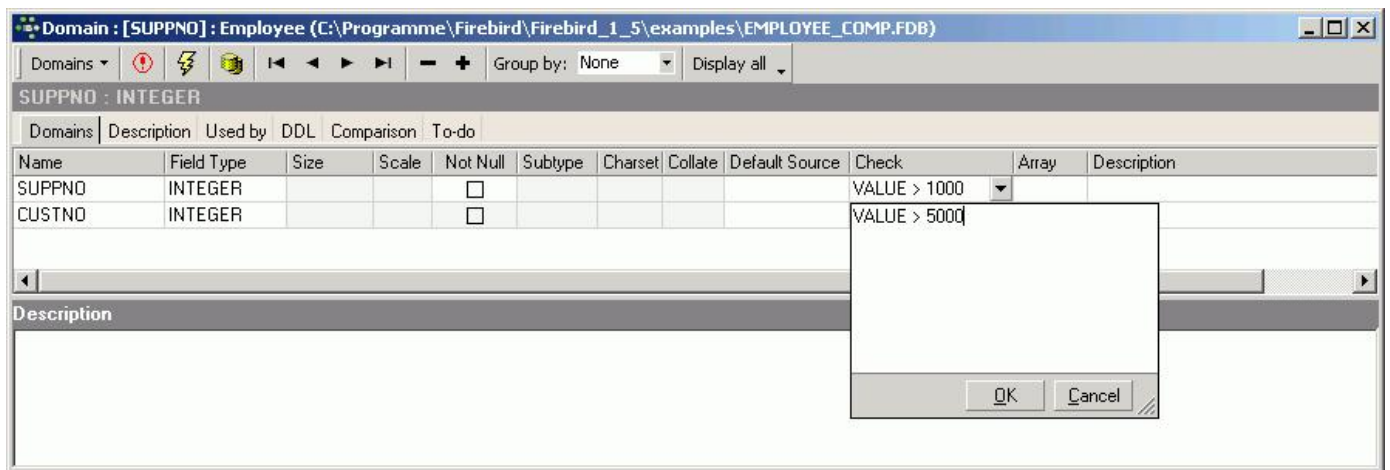 Domain : [SUPPNO] : Employee (C:\Programme\Firebird\Firebird_1_5\examples\EMPLOYEE_COMP.FDB)
Domains Group by: None Display all
SUPPNO : INTEGER
Domains Description Used by DDL Comparison To-do
Name Field Type Size Scale Not Null Subtype Charset Collate Default Source Check Array Description
SUPPNO INTEGER VALUE > 1000
CUSTNO INTEGER VALUE > 5000
Description
OK Cancel